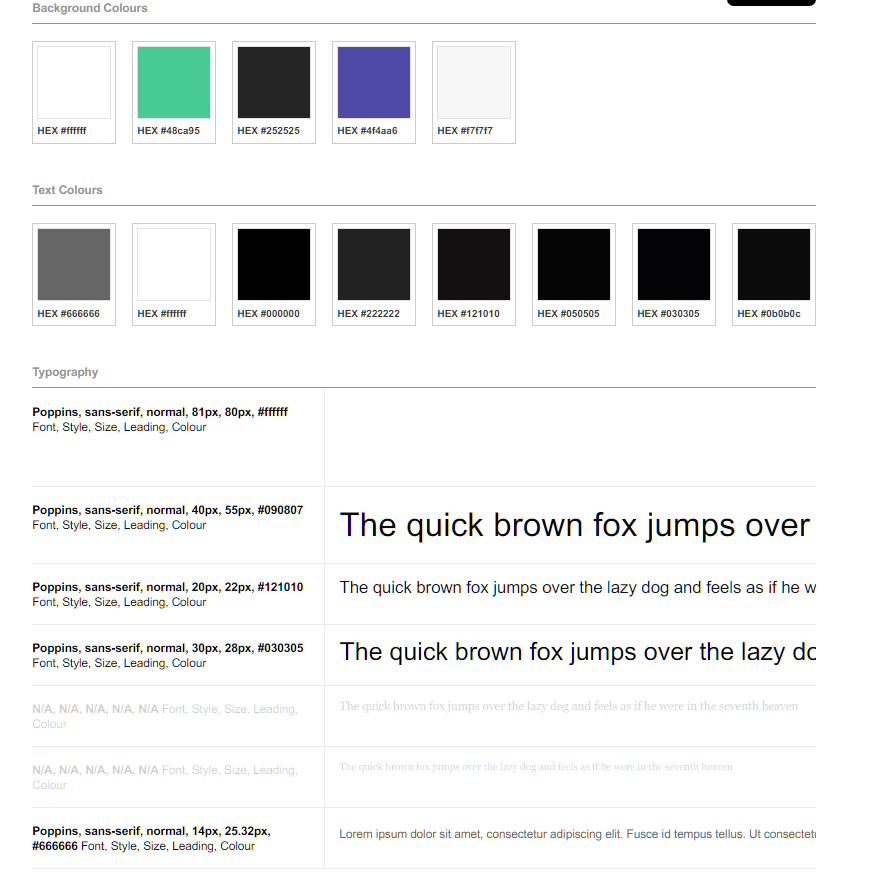 Background Colours
HEX #ffffff
HEX #48ca95
HEX #252525
HEX #4f4aa6
HEX #f7f7f7
Text Colours
HEX #666666
HEX #ffffff
HEX #000000
HEX #222222
HEX #121010
HEX #050505
HEX #030305
HEX #0b0b0c
Typography
Poppins, sans-serif, normal, 81px, 80px, #ffffff
Font, Style, Size, Leading, Colour
Poppins, sans-serif, normal, 40px, 55px, #090807
Font, Style, Size, Leading, Colour
The quick brown fox jumps over
Poppins, sans-serif, normal, 20px, 22px, #121010
Font, Style, Size, Leading, Colour
The quick brown fox jumps over the lazy dog and feels as if he w
Poppins, sans-serif, normal, 30px, 28px, #030305
Font, Style, Size, Leading, Colour
The quick brown fox jumps over the lazy do
N/A, N/A, N/A, N/A, N/A Font, Style, Size, Leading,
Colour
The quick brown fox jumps over the lazy dog and feels as if he were in the seventh heaven
N/A, N/A, N/A, N/A, N/A Font, Style, Size, Leading,
Colour
The quick brown fox jumps over the lazy dog and feels as if he were in the seventh heaven
Poppins, sans-serif, normal, 14px, 25.32px,
#666666 Font, Style, Size, Leading, Colour
Lorem ipsum dolor sit amet, consectetur adipiscing elit. Fusce id tempus tellus. Ut consectetu